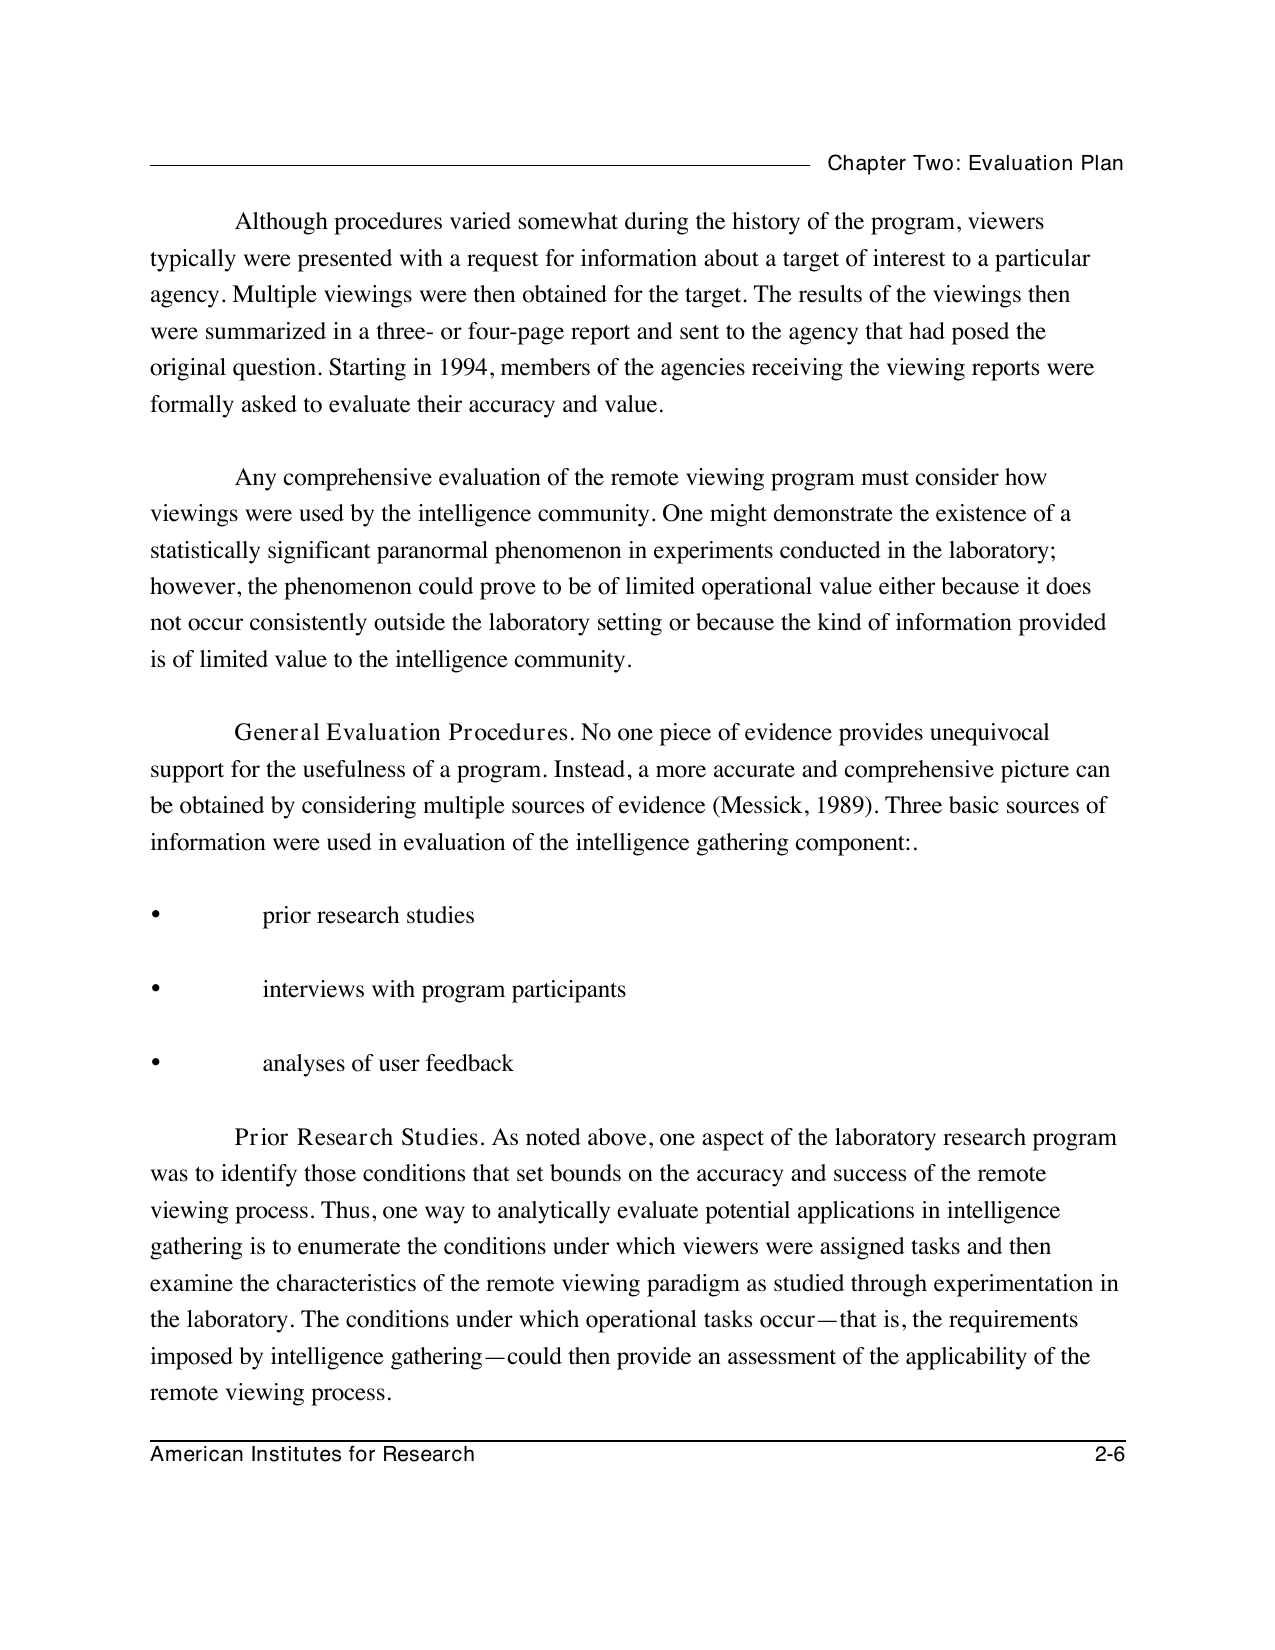 Chapter Two: Evaluation Plan
Although procedures varied somewhat during the history of the program, viewers
typically were presented with a request for information about a target of interest to a particular
agency. Multiple viewings were then obtained for the target. The results of the viewings then
were summarized in a three- or four-page report and sent to the agency that had posed the
original question. Starting in 1994, members of the agencies receiving the viewing reports were
formally asked to evaluate their accuracy and value.
Any comprehensive evaluation of the remote viewing program must consider how
viewings were used by the intelligence community. One might demonstrate the existence of a
statistically significant paranormal phenomenon in experiments conducted in the laboratory;
however, the phenomenon could prove to be of limited operational value either because it does
not occur consistently outside the laboratory setting or because the kind of information provided
is of limited value to the intelligence community.
General Evaluation Procedures. No one piece of evidence provides unequivocal
support for the usefulness of a program. Instead, a more accurate and comprehensive picture can
be obtained by considering multiple sources of evidence (Messick, 1989). Three basic sources of
information were used in evaluation of the intelligence gathering component:.
• prior research studies
• interviews with program participants
• analyses of user feedback
Prior Research Studies. As noted above, one aspect of the laboratory research program
was to identify those conditions that set bounds on the accuracy and success of the remote
viewing process. Thus, one way to analytically evaluate potential applications in intelligence
gathering is to enumerate the conditions under which viewers were assigned tasks and then
examine the characteristics of the remote viewing paradigm as studied through experimentation in
the laboratory. The conditions under which operational tasks occur—that is, the requirements
imposed by intelligence gathering—could then provide an assessment of the applicability of the
remote viewing process.
American Institutes for Research 2-6